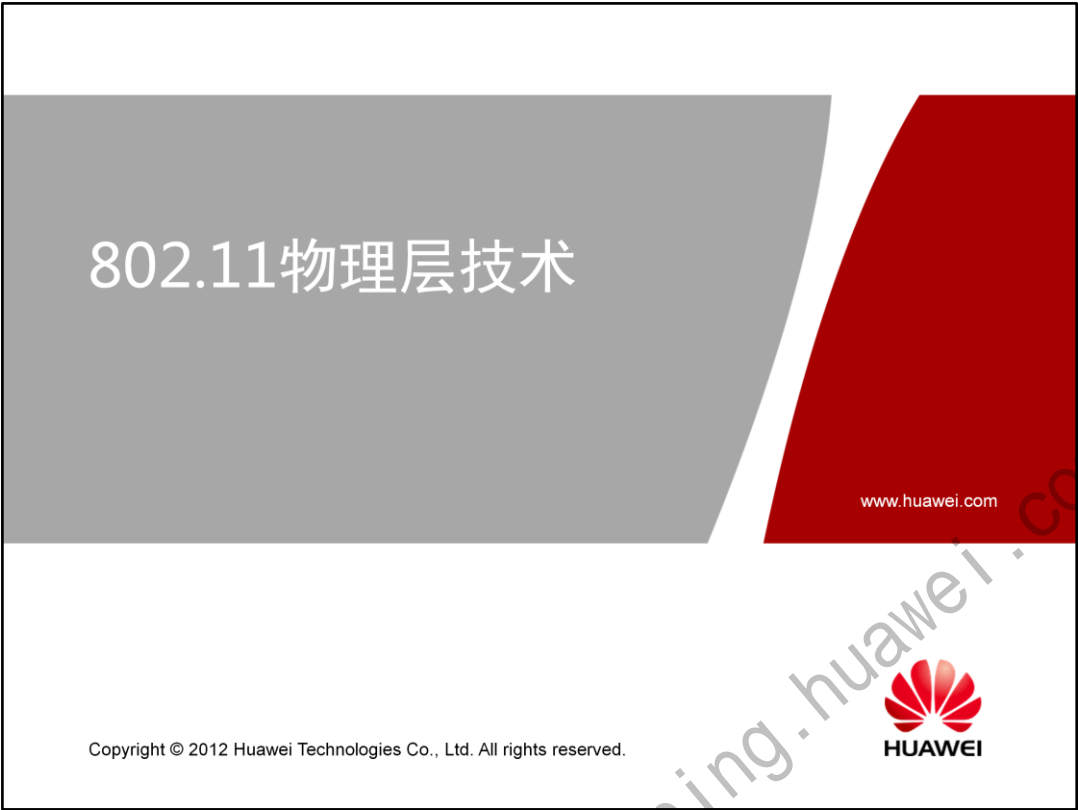 802.11物理层技术
www.huawei.com
ing.huawei.co
HUAWEI
Copyright © 2012 Huawei Technologies Co., Ltd. All rights reserved.